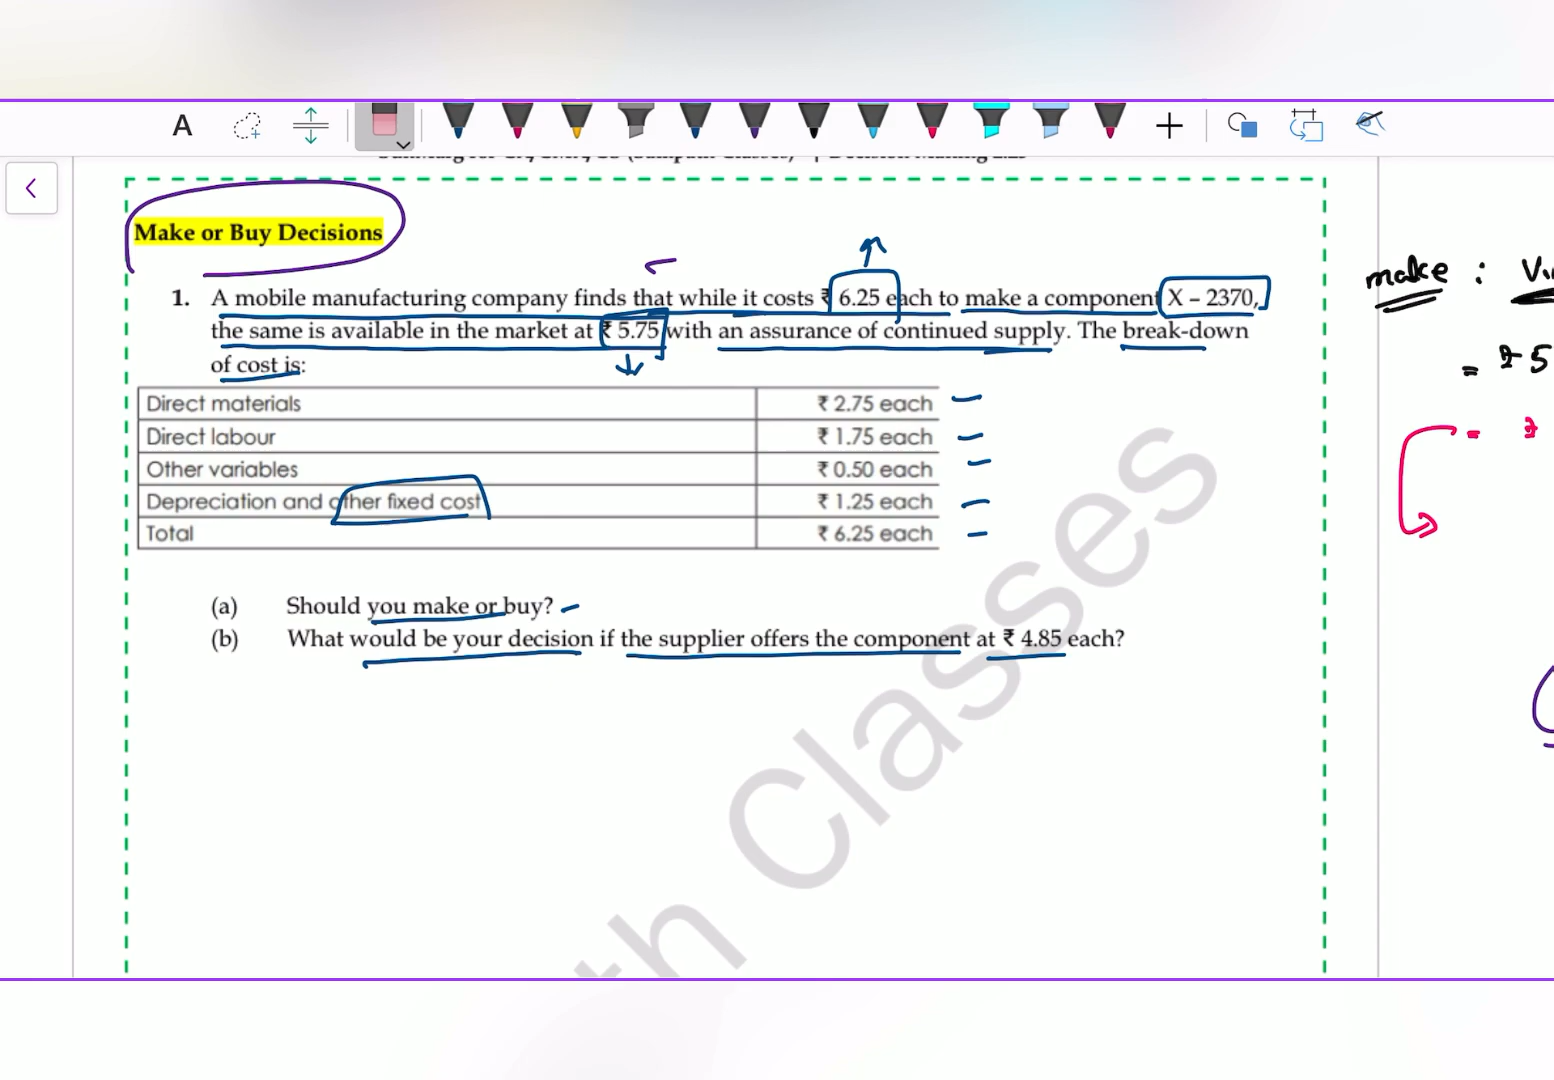 A
Make or Buy Decisions
make :
1. A mobile manufacturing company finds that while it costs ₹ 6.25 each to make a component X – 2370,
the same is available in the market at ₹ 5.75 with an assurance of continued supply. The break-down
of cost is:
= ₹ 5
= ₹
Direct materials ₹ 2.75 each
Direct labour ₹ 1.75 each
Other variables ₹ 0.50 each
Depreciation and other fixed cost ₹ 1.25 each
Total ₹ 6.25 each
(a) Should you make or buy?
(b) What would be your decision if the supplier offers the component at ₹ 4.85 each?
th Classes